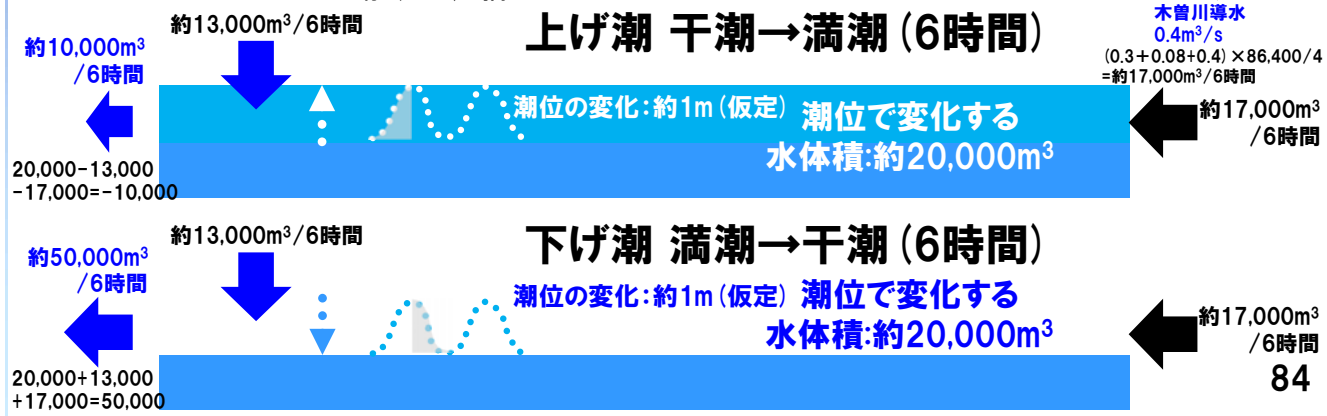 約13,000m³/6時間
上げ潮 干潮→満潮(6時間)
木曽川導水
0.4m³/s
(0.3+0.08+0.4)×86,400/4
=約17,000m³/6時間
約10,000m³
/6時間
潮位の変化:約1m(仮定)
潮位で変化する
水体積:約20,000m³
約17,000m³
/6時間
20,000-13,000
-17,000=-10,000
約13,000m³/6時間
下げ潮 満潮→干潮(6時間)
約50,000m³
/6時間
潮位の変化:約1m(仮定)
潮位で変化する
水体積:約20,000m³
約17,000m³
/6時間
20,000+13,000
+17,000=50,000
84